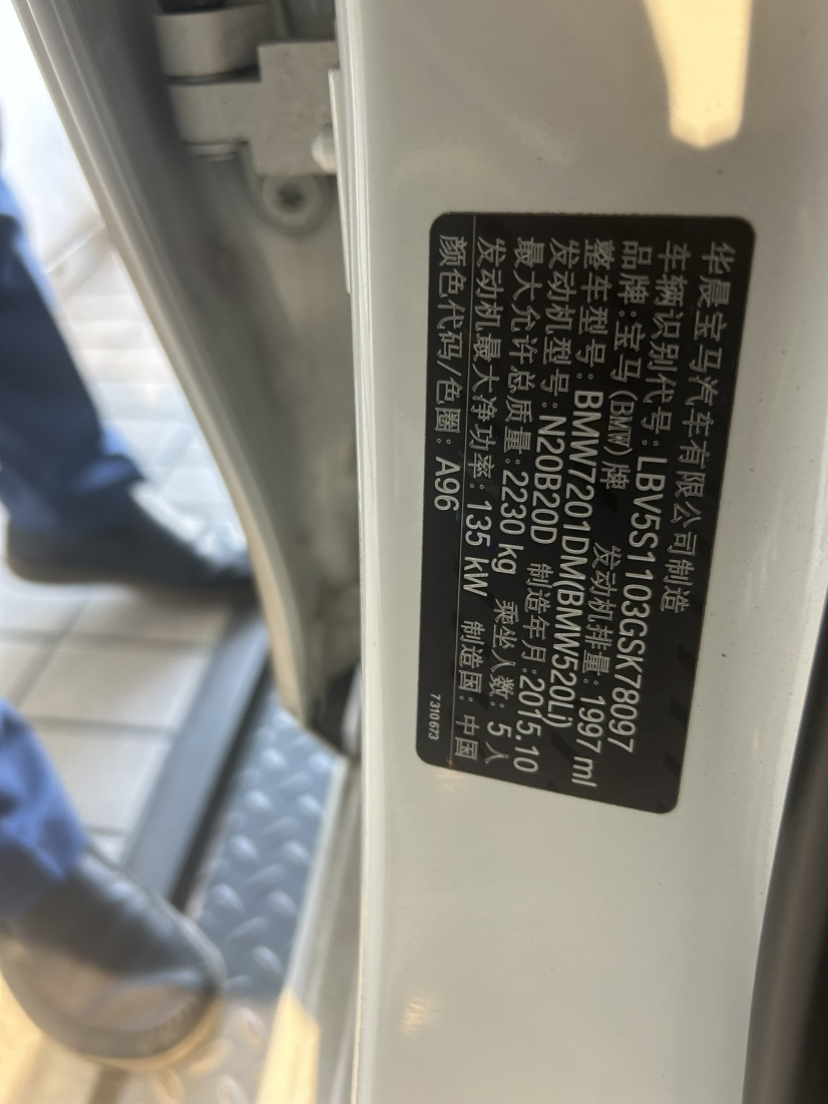 华晨宝马汽车有限公司制造
车辆识别代号:LBV5S1103GSK78097
品牌:宝马(BMW)牌 发动机排量:1997ml
整车型号:BMW7201DM(BMW520Li)
发动机型号:N20B20D 制造年月:2015.10
最大允许总质量:2230 kg 乘坐人数:5人
发动机最大净功率:135 kW 制造国:中国
颜色代码/色圈:A96
7310673